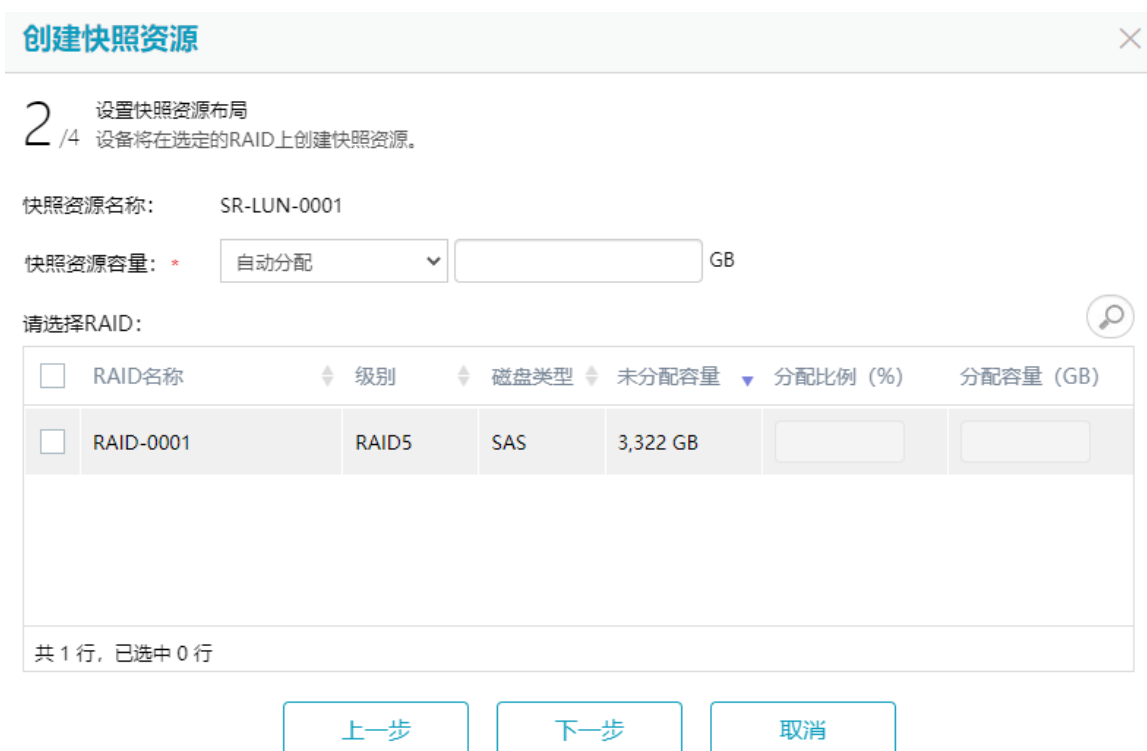 创建快照资源
2/4 设置快照资源布局
设备将在选定的RAID上创建快照资源。
快照资源名称： SR-LUN-0001
快照资源容量：* 自动分配 GB
请选择RAID：
RAID名称 级别 磁盘类型 未分配容量 分配比例（%） 分配容量（GB）
RAID-0001 RAID5 SAS 3,322 GB
共 1 行，已选中 0 行
上一步 下一步 取消